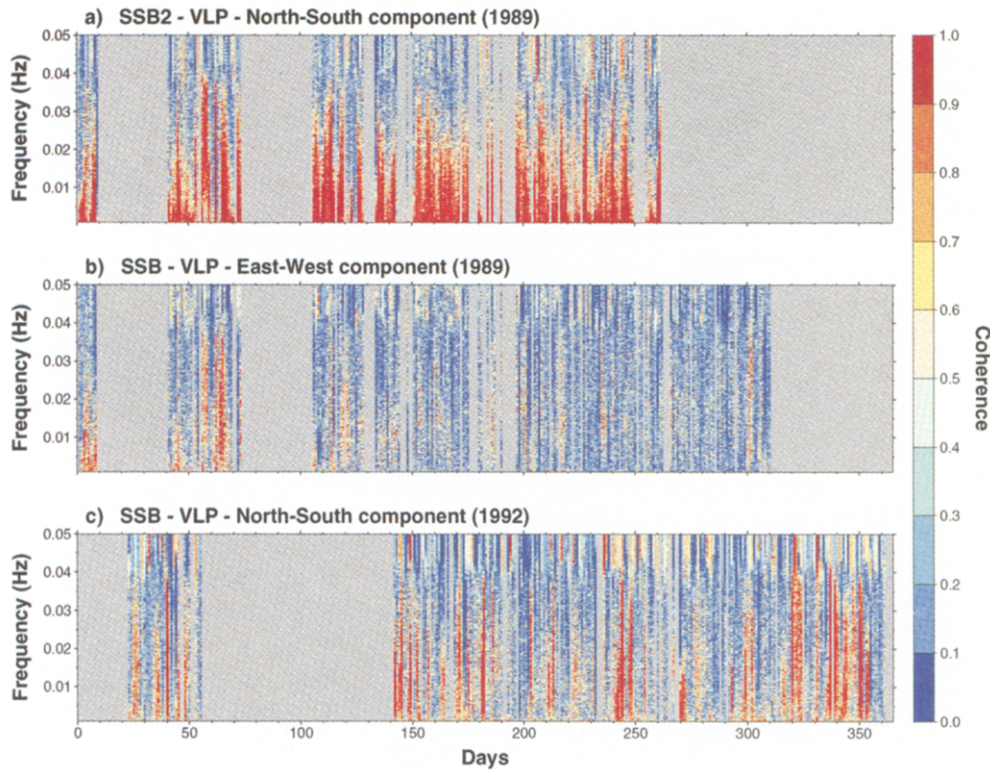 a) SSB2 - VLP - North-South component (1989)
0.05
0.04
0.03
0.02
0.01
Frequency (Hz)
b) SSB - VLP - East-West component (1989)
0.05
0.04
0.03
0.02
0.01
Frequency (Hz)
c) SSB - VLP - North-South component (1992)
0.05
0.04
0.03
0.02
0.01
Frequency (Hz)
0 50 100 150 200 250 300 350
Days
1.0
0.9
0.8
0.7
0.6
0.5
0.4
0.3
0.2
0.1
0.0
Coherence